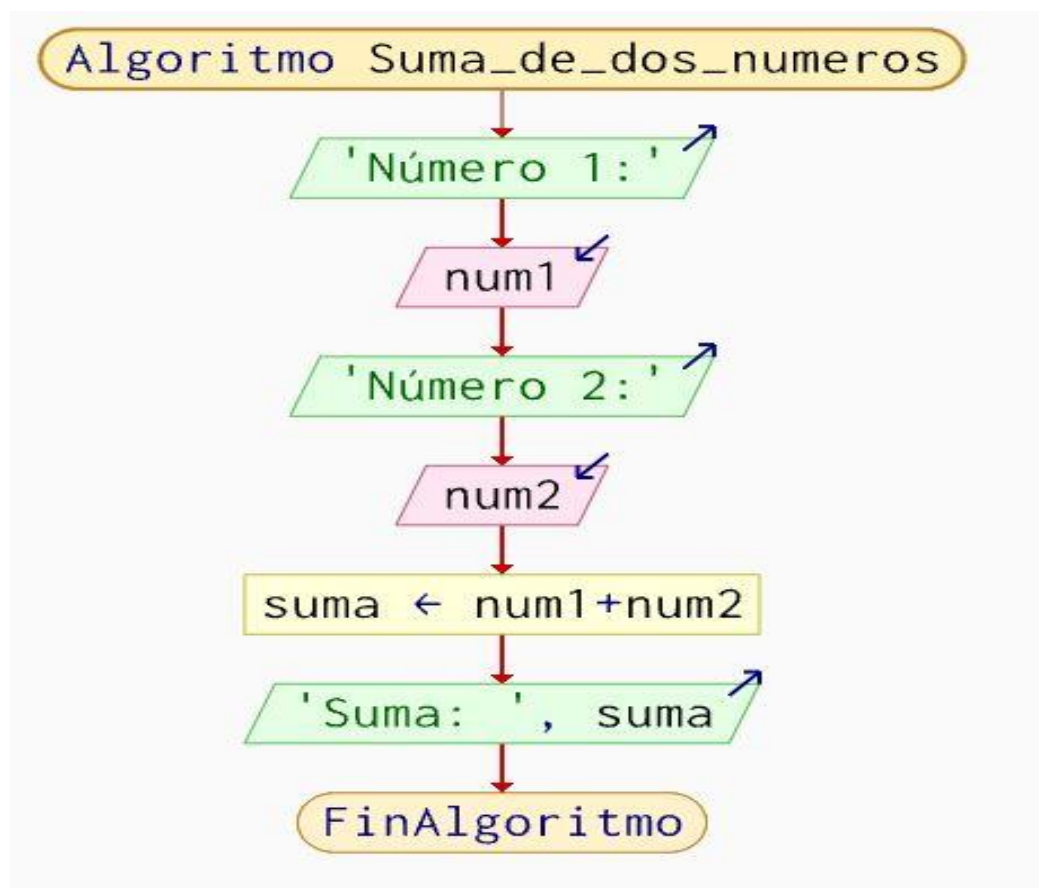 Algoritmo Suma_de_dos_numeros
'Número 1:'
num1
'Número 2:'
num2
suma ← num1+num2
'Suma: ', suma
FinAlgoritmo